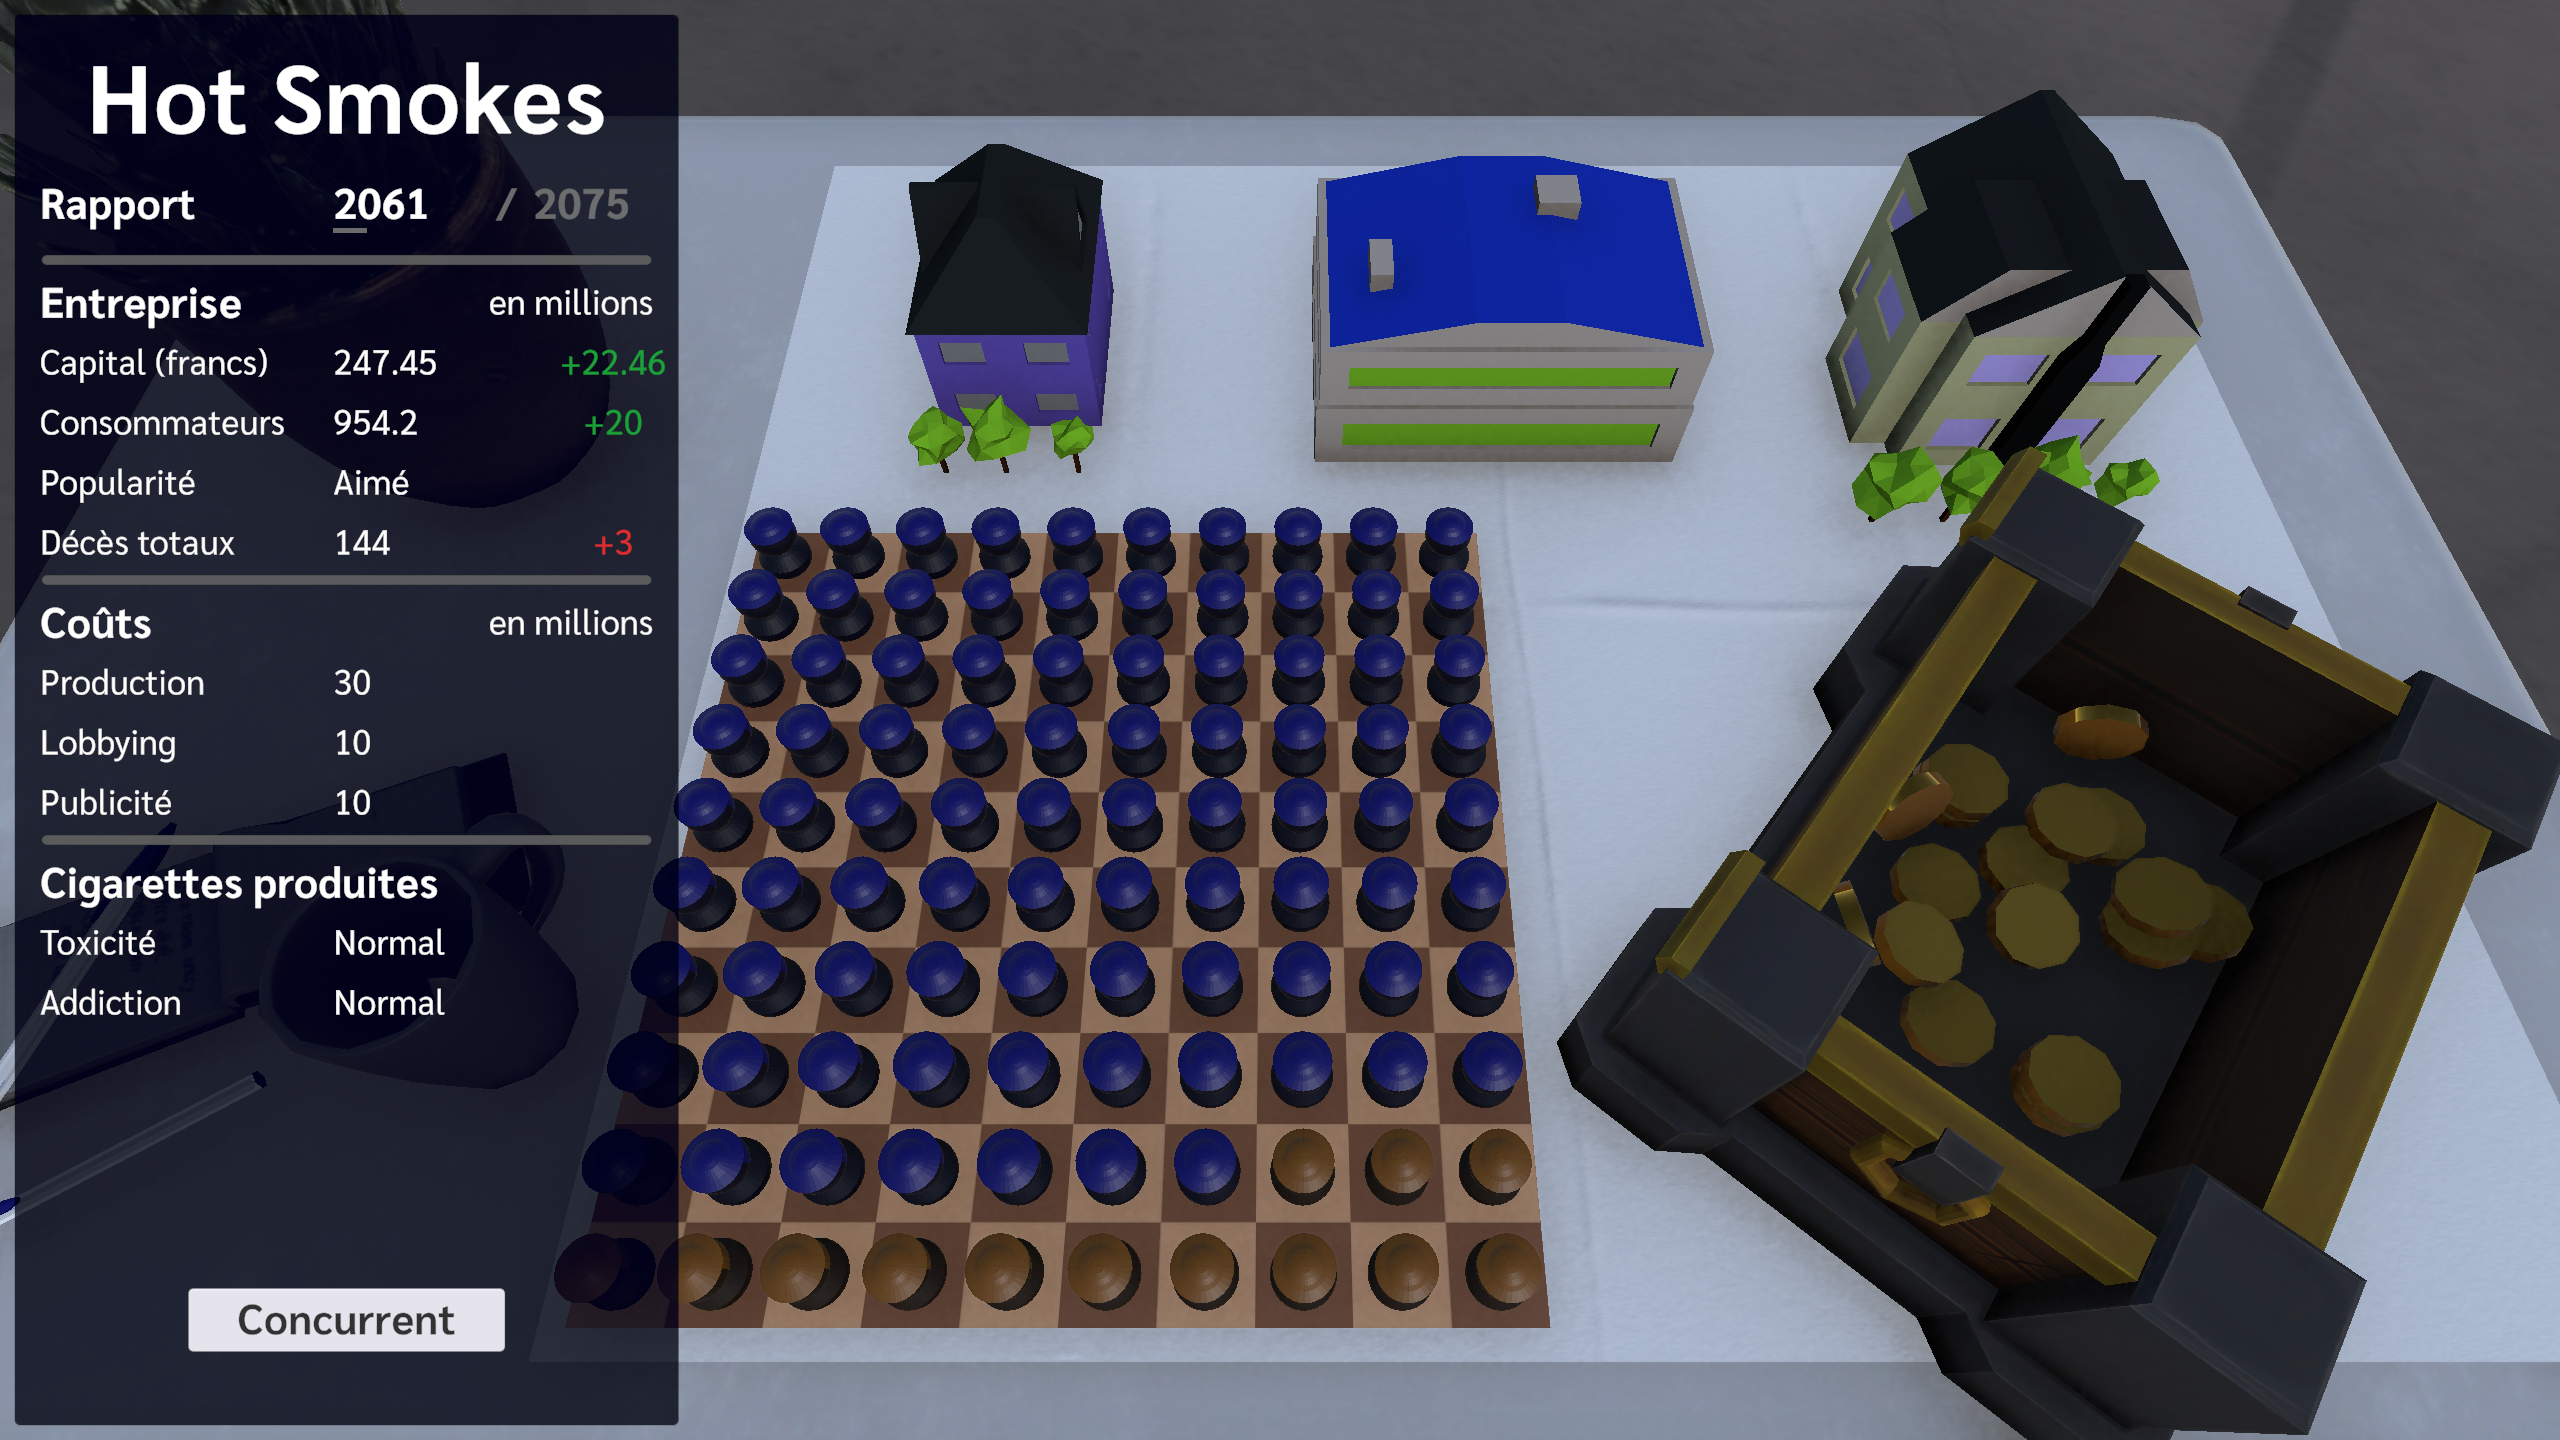 Hot Smokes
Rapport 2061 / 2075
Entreprise en millions
Capital (francs) 247.45 +22.46
Consommateurs 954.2 +20
Popularité Aimé
Décès totaux 144 +3
Coûts en millions
Production 30
Lobbying 10
Publicité 10
Cigarettes produites
Toxicité Normal
Addiction Normal
Concurrent